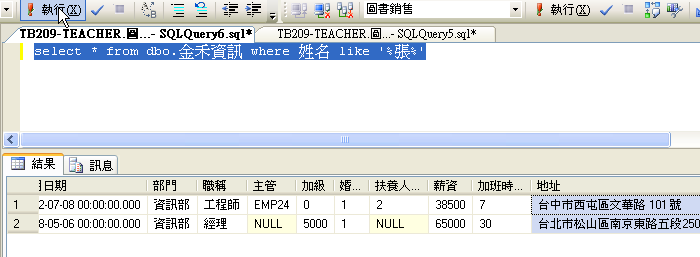 執行(X) 圖書銷售 執行(X)
TB209-TEACHER.圖...- SQLQuery6.sql* TB209-TEACHER.圖...- SQLQuery5.sql*
select * from dbo.金禾資訊 where 姓名 like '%張%'
結果 訊息
日期 部門 職稱 主管 加級 婚... 扶養人... 薪資 加班時... 地址
1 2-07-08 00:00:00.000 資訊部 工程師 EMP24 0 1 2 38500 7 台中市西屯區文華路 101 號
2 8-05-06 00:00:00.000 資訊部 經理 NULL 5000 1 NULL 65000 30 台北市松山區南京東路五段250